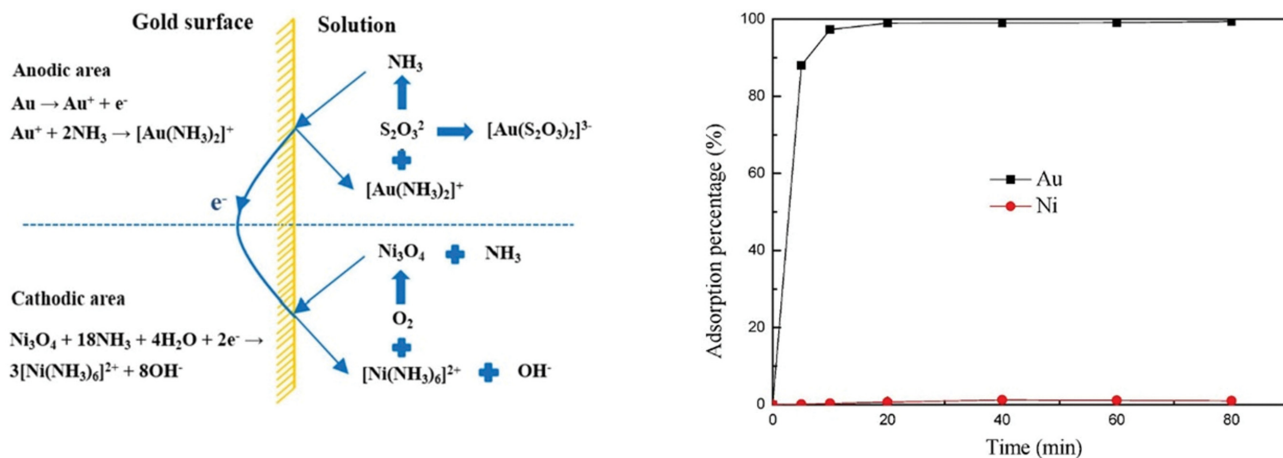 Gold surface Solution
Anodic area
Au → Au⁺ + e⁻
Au⁺ + 2NH₃ → [Au(NH₃)₂]⁺
NH₃
S₂O₃² [Au(S₂O₃)₂]³⁻
[Au(NH₃)₂]⁺
e⁻
Ni₃O₄ NH₃
Cathodic area
O₂
Ni₃O₄ + 18NH₃ + 4H₂O + 2e⁻ →
3[Ni(NH₃)₆]²⁺ + 8OH⁻
[Ni(NH₃)₆]²⁺ OH⁻
Adsorption percentage (%)
100
80
60
40
20
0
Au
Ni
0 20 40 60 80
Time (min)